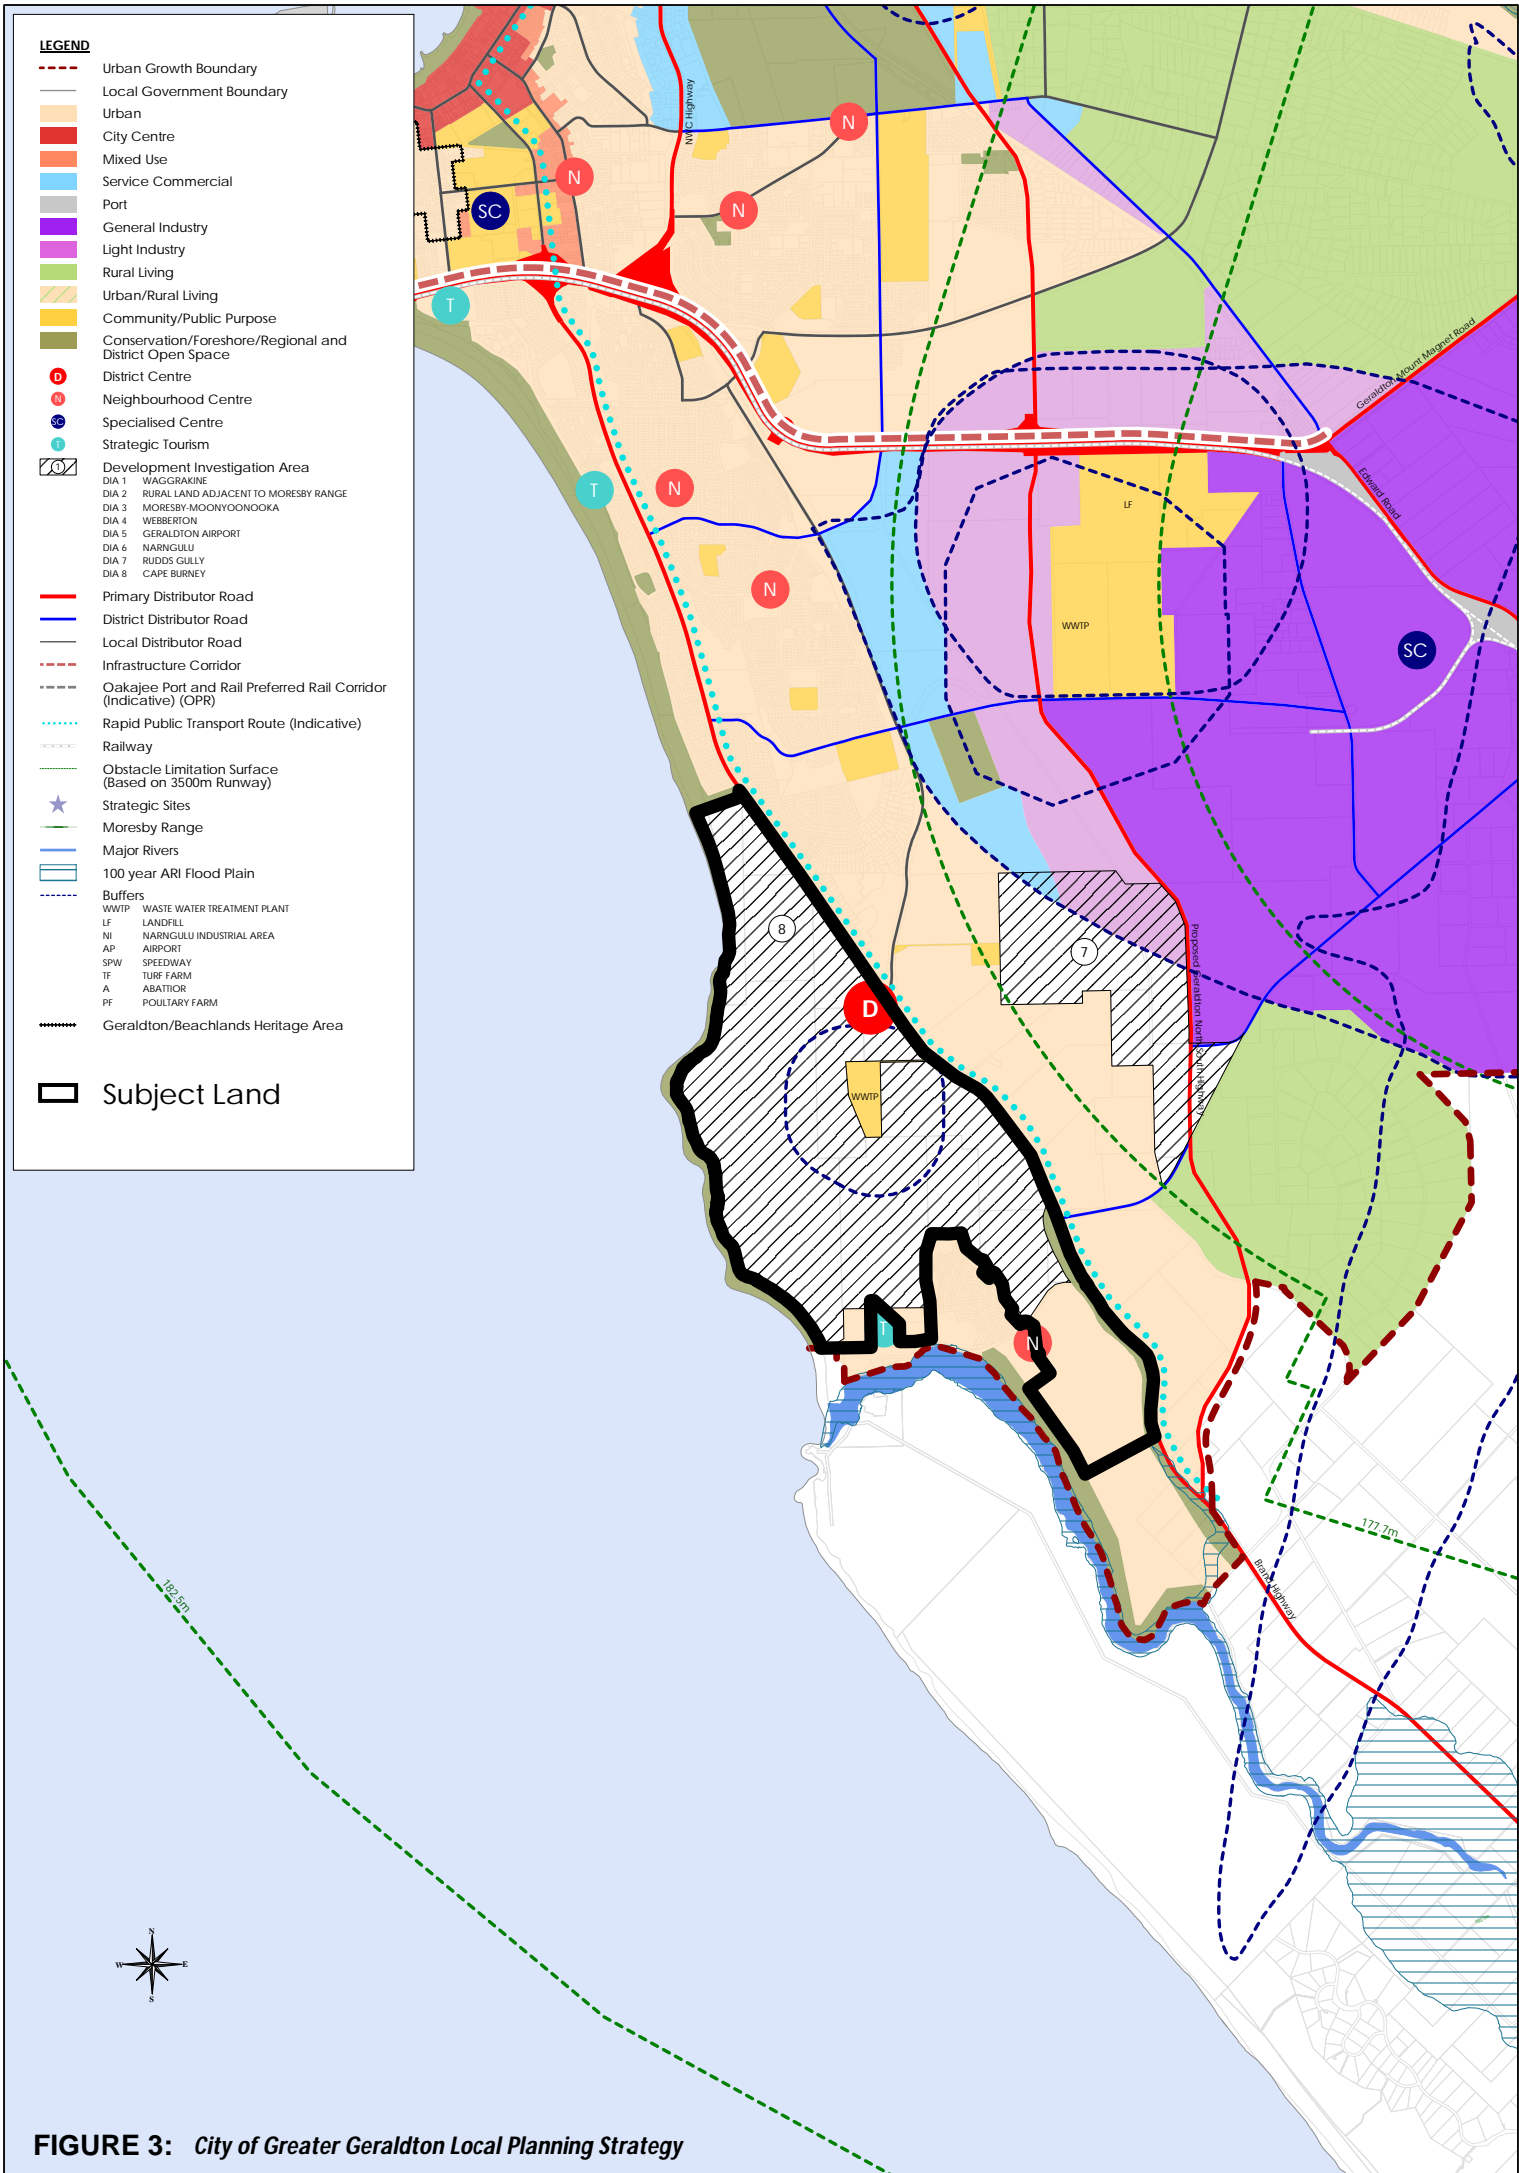 LEGEND
Urban Growth Boundary
Local Government Boundary
Urban
City Centre
Mixed Use
Service Commercial
Port
General Industry
Light Industry
Rural Living
Urban/Rural Living
Community/Public Purpose
Conservation/Foreshore/Regional and
District Open Space
D District Centre
N Neighbourhood Centre
SC Specialised Centre
T Strategic Tourism
1 Development Investigation Area
DIA 1 WAGGRAKINE
DIA 2 RURAL LAND ADJACENT TO MORESBY RANGE
DIA 3 MORESBY-MOONYOONOOKA
DIA 4 WEBBERTON
DIA 5 GERALDTON AIRPORT
DIA 6 NARNGULU
DIA 7 RUDDS GULLY
DIA 8 CAPE BURNEY
Primary Distributor Road
District Distributor Road
Local Distributor Road
Infrastructure Corridor
Oakajee Port and Rail Preferred Rail Corridor
(Indicative) (OPR)
Rapid Public Transport Route (Indicative)
Railway
Obstacle Limitation Surface
(Based on 3500m Runway)
Strategic Sites
Moresby Range
Major Rivers
100 year ARI Flood Plain
Buffers
WWTP WASTE WATER TREATMENT PLANT
LF LANDFILL
NI NARNGULU INDUSTRIAL AREA
AP AIRPORT
SPW SPEEDWAY
TF TURF FARM
A ABATTIOR
PF POULTARY FARM
Geraldton/Beachlands Heritage Area
Subject Land
NWC Highway
N
N
SC
N
T
Geraldton Mount Magnet Road
T
N
Edward Road
LF
N
WWTP
SC
8
7
Proposed Geraldton North South Highway
D
WWTP
T
N
177.7m
Brand Highway
182.5m
N
W
E
S
FIGURE 3: City of Greater Geraldton Local Planning Strategy